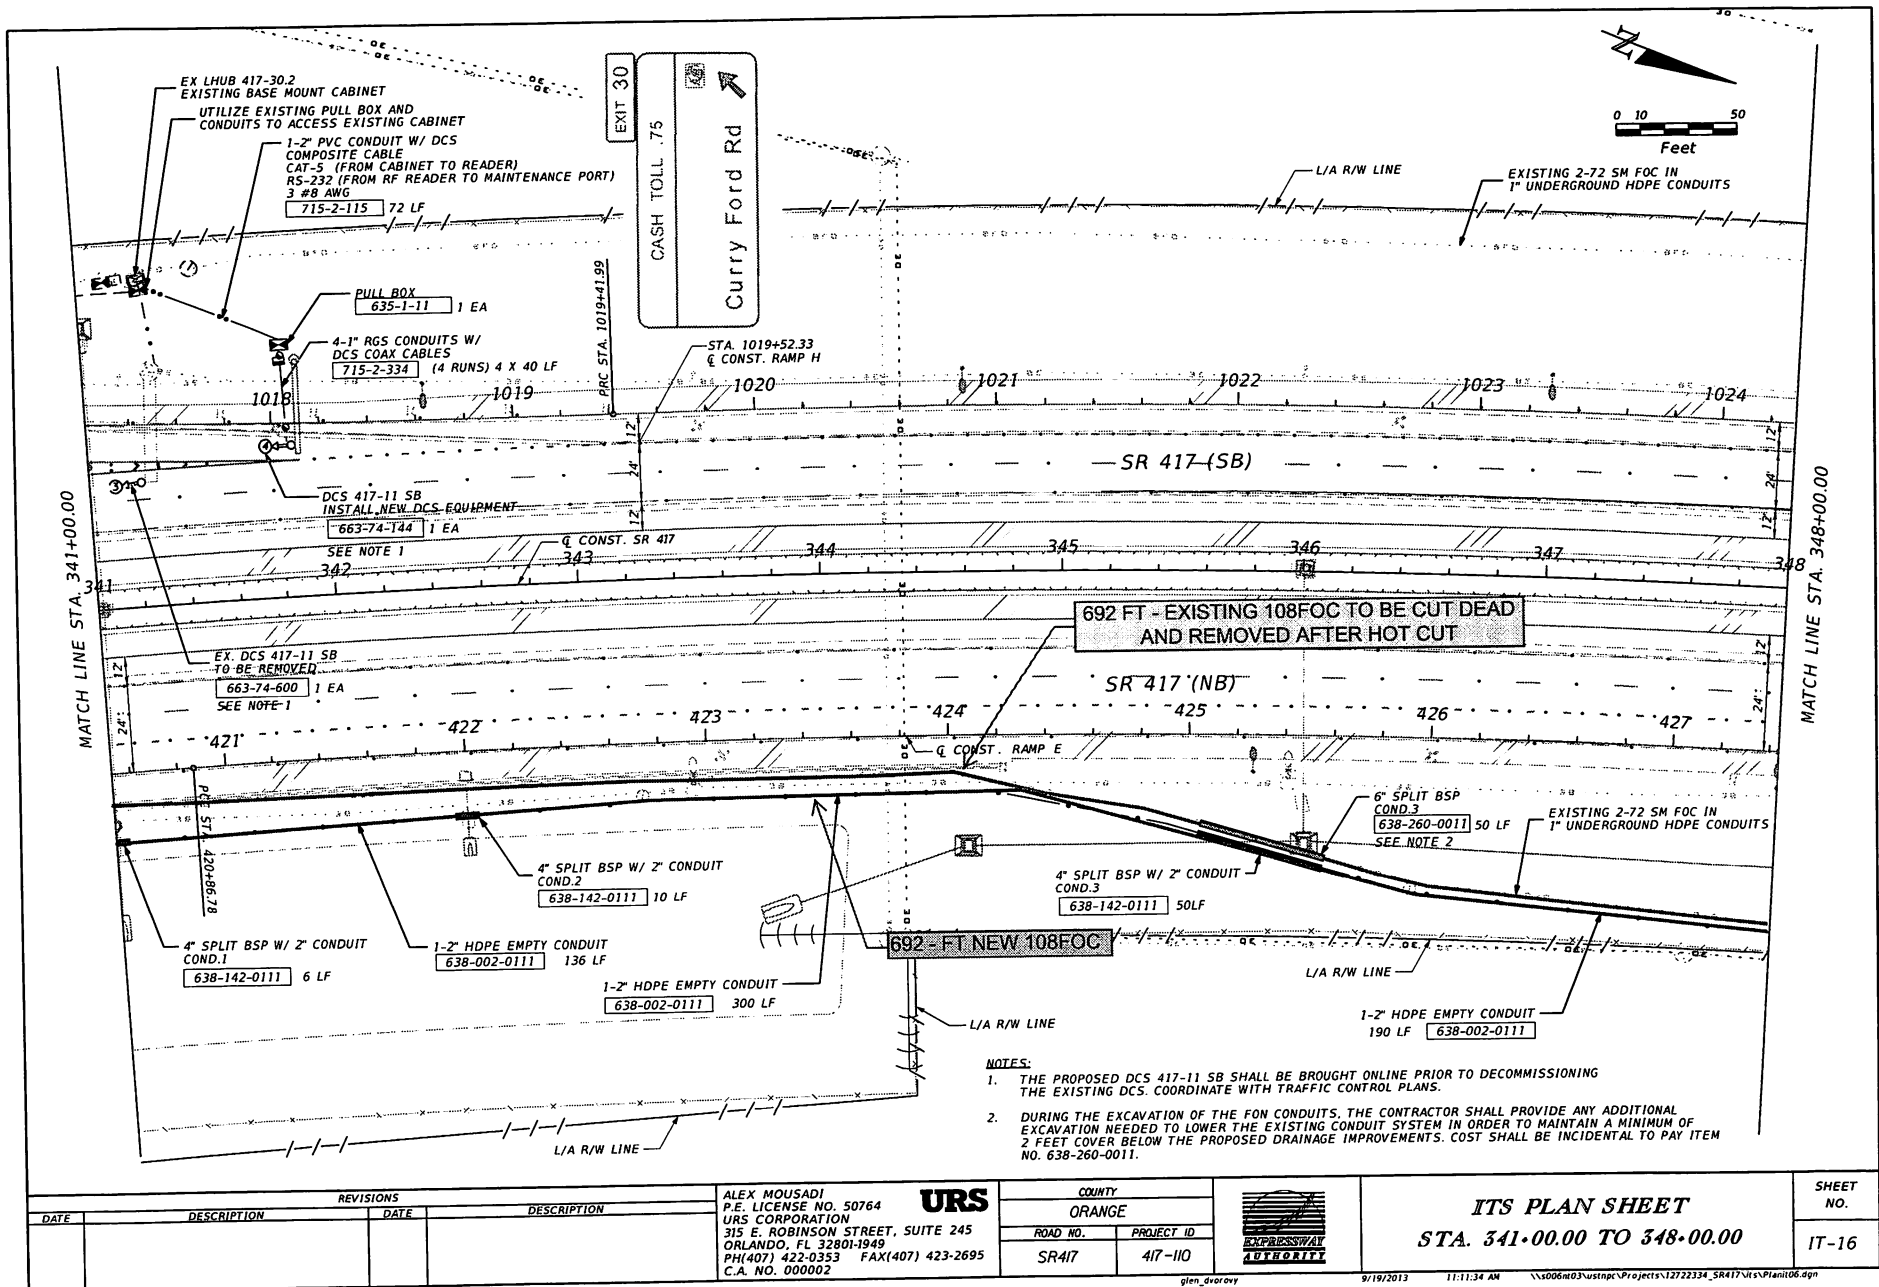 EX LHUB 417-30.2
EXISTING BASE MOUNT CABINET
UTILIZE EXISTING PULL BOX AND
CONDUITS TO ACCESS EXISTING CABINET
1-2" PVC CONDUIT W/ DCS
COMPOSITE CABLE
CAT-5 (FROM CABINET TO READER)
RS-232 (FROM RF READER TO MAINTENANCE PORT)
3 #8 AWG
715-2-115 72 LF
EXIT 30
CASH TOLL .75
Curry Ford Rd
N
0 10 50
Feet
L/A R/W LINE
EXISTING 2-72 SM FOC IN
1" UNDERGROUND HDPE CONDUITS
PULL BOX
635-1-11 1 EA
4-1" RGS CONDUITS W/
DCS COAX CABLES
715-2-334 (4 RUNS) 4 X 40 LF
PRC STA. 1019+41.99
STA. 1019+52.33
℄ CONST. RAMP H
1018 1019 1020 1021 1022 1023 1024
12' 24' 12'
12' 24' 12'
SR 417 (SB)
4
3
DCS 417-11 SB
INSTALL NEW DCS EQUIPMENT
663-74-144 1 EA
SEE NOTE 1
℄ CONST. SR 417
341 342 343 344 345 346 347 348
MATCH LINE STA. 341+00.00
MATCH LINE STA. 348+00.00
692 FT - EXISTING 108FOC TO BE CUT DEAD
AND REMOVED AFTER HOT CUT
EX. DCS 417-11 SB
TO BE REMOVED
663-74-600 1 EA
SEE NOTE 1
12' 24'
12' 24'
SR 417 (NB)
421 422 423 424 425 426 427
℄ CONST. RAMP E
PCC STA. 420+86.78
6" SPLIT BSP
COND.3
638-260-0011 50 LF
SEE NOTE 2
EXISTING 2-72 SM FOC IN
1" UNDERGROUND HDPE CONDUITS
4" SPLIT BSP W/ 2" CONDUIT
COND.2
638-142-0111 10 LF
4" SPLIT BSP W/ 2" CONDUIT
COND.3
638-142-0111 50LF
4" SPLIT BSP W/ 2" CONDUIT
COND.1
638-142-0111 6 LF
1-2" HDPE EMPTY CONDUIT
638-002-0111 136 LF
692 - FT NEW 108FOC
1-2" HDPE EMPTY CONDUIT
638-002-0111 300 LF
L/A R/W LINE
L/A R/W LINE
1-2" HDPE EMPTY CONDUIT
190 LF 638-002-0111
L/A R/W LINE
NOTES:
1. THE PROPOSED DCS 417-11 SB SHALL BE BROUGHT ONLINE PRIOR TO DECOMMISSIONING
THE EXISTING DCS. COORDINATE WITH TRAFFIC CONTROL PLANS.
2. DURING THE EXCAVATION OF THE FON CONDUITS, THE CONTRACTOR SHALL PROVIDE ANY ADDITIONAL
EXCAVATION NEEDED TO LOWER THE EXISTING CONDUIT SYSTEM IN ORDER TO MAINTAIN A MINIMUM OF
2 FEET COVER BELOW THE PROPOSED DRAINAGE IMPROVEMENTS. COST SHALL BE INCIDENTAL TO PAY ITEM
NO. 638-260-0011.
REVISIONS
DATE DESCRIPTION DATE DESCRIPTION
ALEX MOUSADI
P.E. LICENSE NO. 50764
URS CORPORATION
315 E. ROBINSON STREET, SUITE 245
ORLANDO, FL 32801-1949
PH(407) 422-0353 FAX(407) 423-2695
C.A. NO. 000002
URS
COUNTY
ORANGE
ROAD NO. PROJECT ID
SR417 417-110
EXPRESSWAY
AUTHORITY
ITS PLAN SHEET
STA. 341+00.00 TO 348+00.00
SHEET
NO.
IT-16
glen_dvorovy 9/19/2013 11:11:34 AM \\s006nt03\ustnpc\Projects\12722334_SR417\its\Planit06.dgn